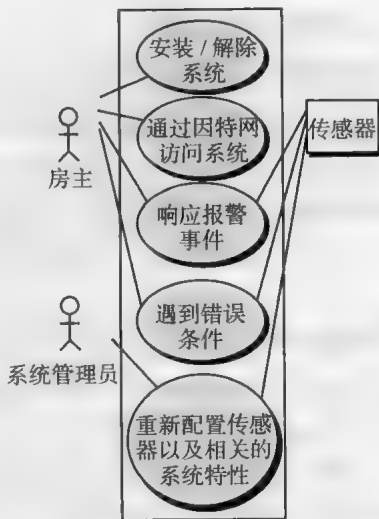 安装 / 解除
系统
通过因特网
访问系统
传感器
房主
响应报警
事件
遇到错误
条件
系统管理员
重新配置传感
器以及相关的
系统特性